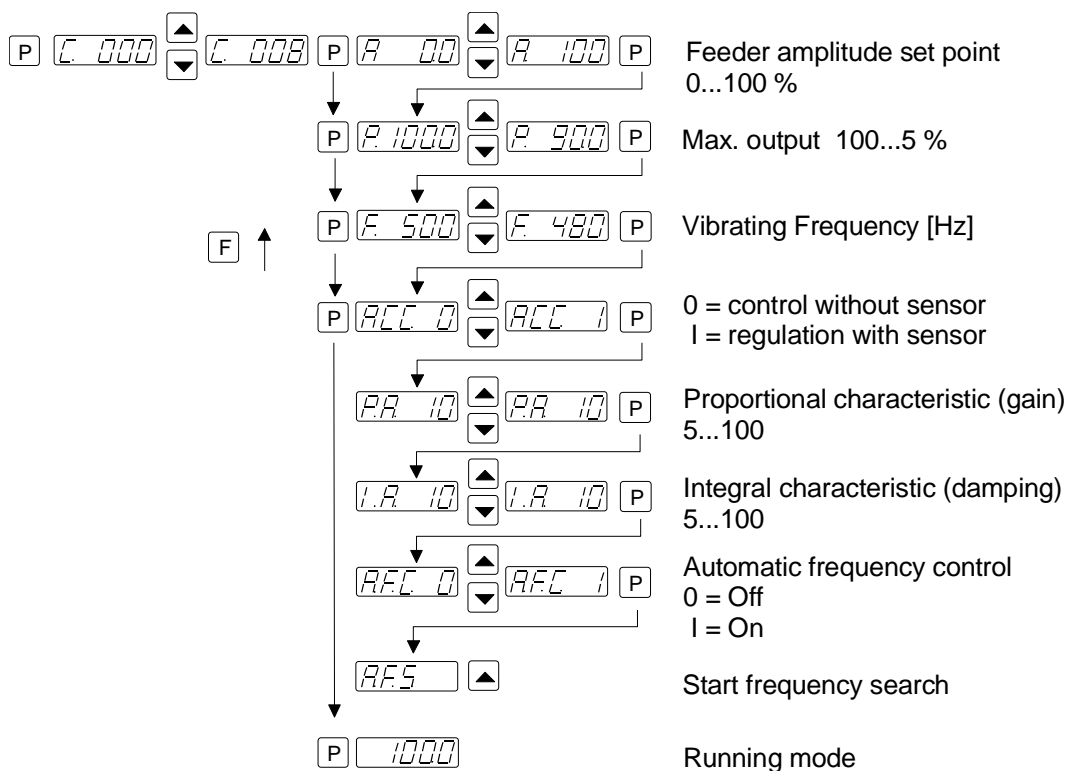 P C. 000 C. 008 P A 0.0 A. 100 P Feeder amplitude set point
0...100 %
P P. 100.0 P. 90.0 P Max. output 100...5 %
F P F. 50.0 F. 48.0 P Vibrating Frequency [Hz]
P ACC. 0 ACC. 1 P 0 = control without sensor
I = regulation with sensor
P.A. 10 P.A. 10 P Proportional characteristic (gain)
5...100
I.A. 10 I.A. 10 P Integral characteristic (damping)
5...100
A.F.C. 0 A.F.C 1 P Automatic frequency control
0 = Off
I = On
A.F.S Start frequency search
P 100.0 Running mode